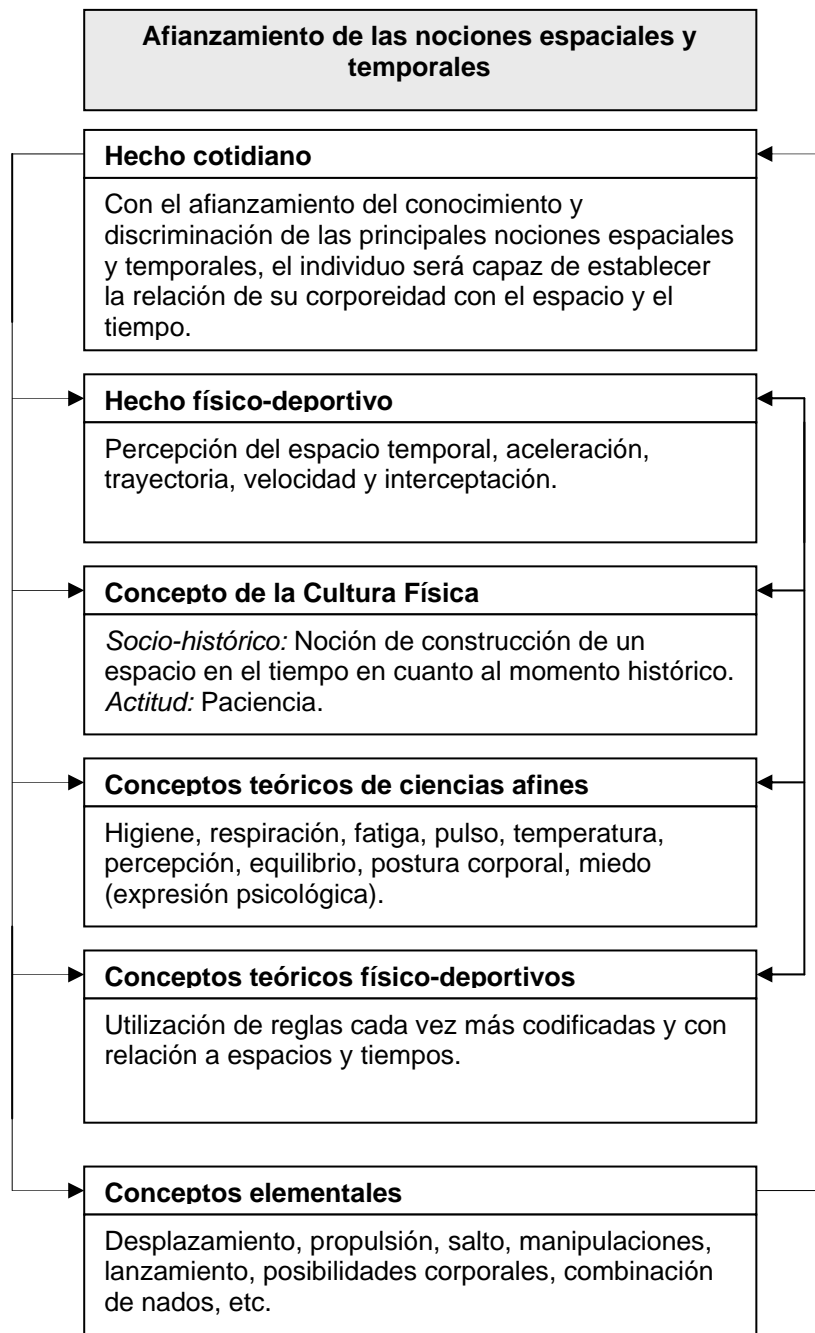 Afianzamiento de las nociones espaciales y
temporales
Hecho cotidiano
Con el afianzamiento del conocimiento y
discriminación de las principales nociones espaciales
y temporales, el individuo será capaz de establecer
la relación de su corporeidad con el espacio y el
tiempo.
Hecho físico-deportivo
Percepción del espacio temporal, aceleración,
trayectoria, velocidad y interceptación.
Concepto de la Cultura Física
Socio-histórico: Noción de construcción de un
espacio en el tiempo en cuanto al momento histórico.
Actitud: Paciencia.
Conceptos teóricos de ciencias afines
Higiene, respiración, fatiga, pulso, temperatura,
percepción, equilibrio, postura corporal, miedo
(expresión psicológica).
Conceptos teóricos físico-deportivos
Utilización de reglas cada vez más codificadas y con
relación a espacios y tiempos.
Conceptos elementales
Desplazamiento, propulsión, salto, manipulaciones,
lanzamiento, posibilidades corporales, combinación
de nados, etc.